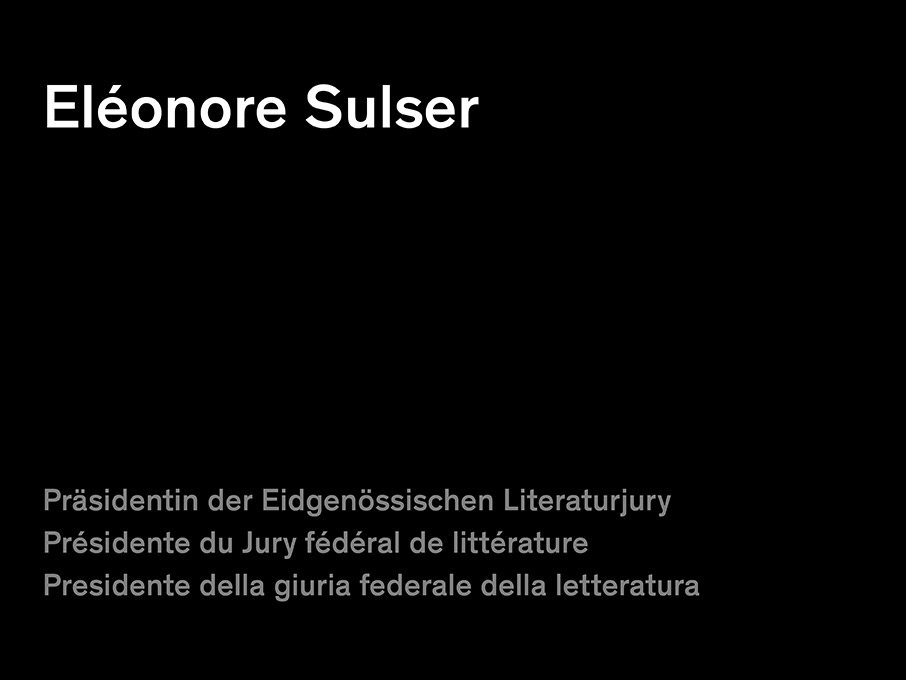 Eléonore Sulser
Präsidentin der Eidgenössischen Literaturjury
Présidente du Jury fédéral de littérature
Presidente della giuria federale della letteratura